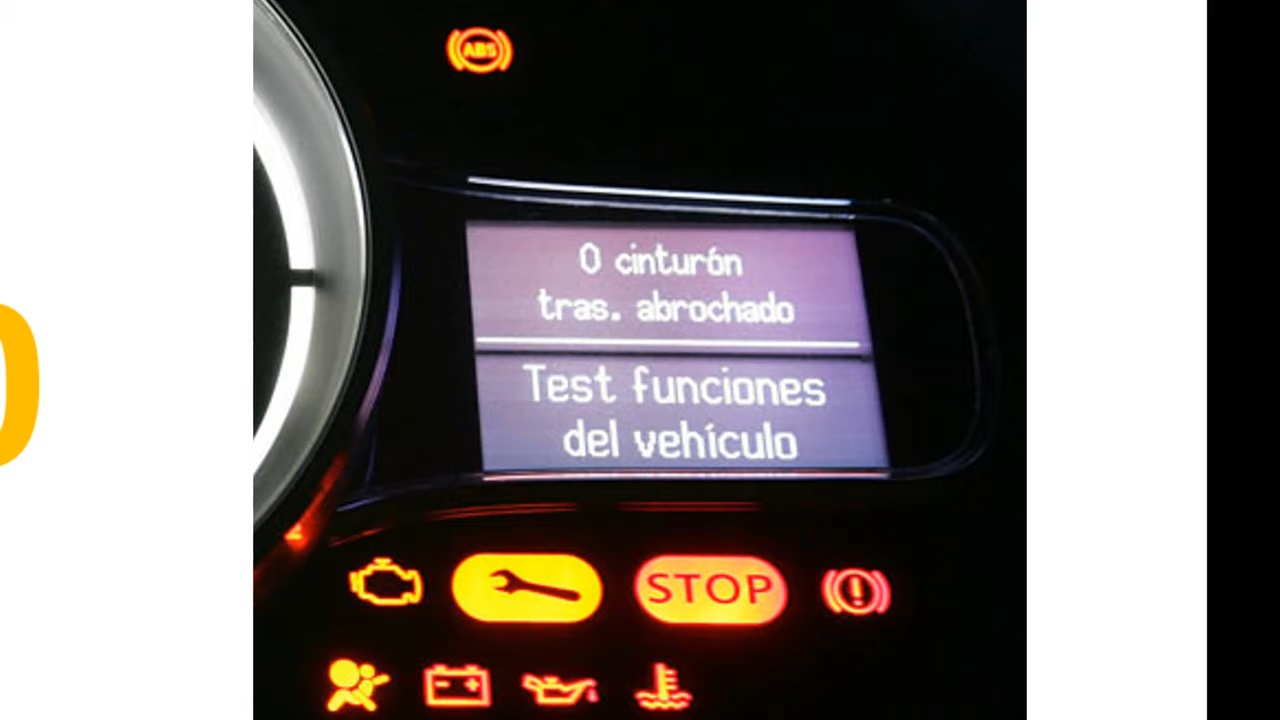 ABS
0 cinturón
tras. abrochado
Test funciones
del vehículo
STOP